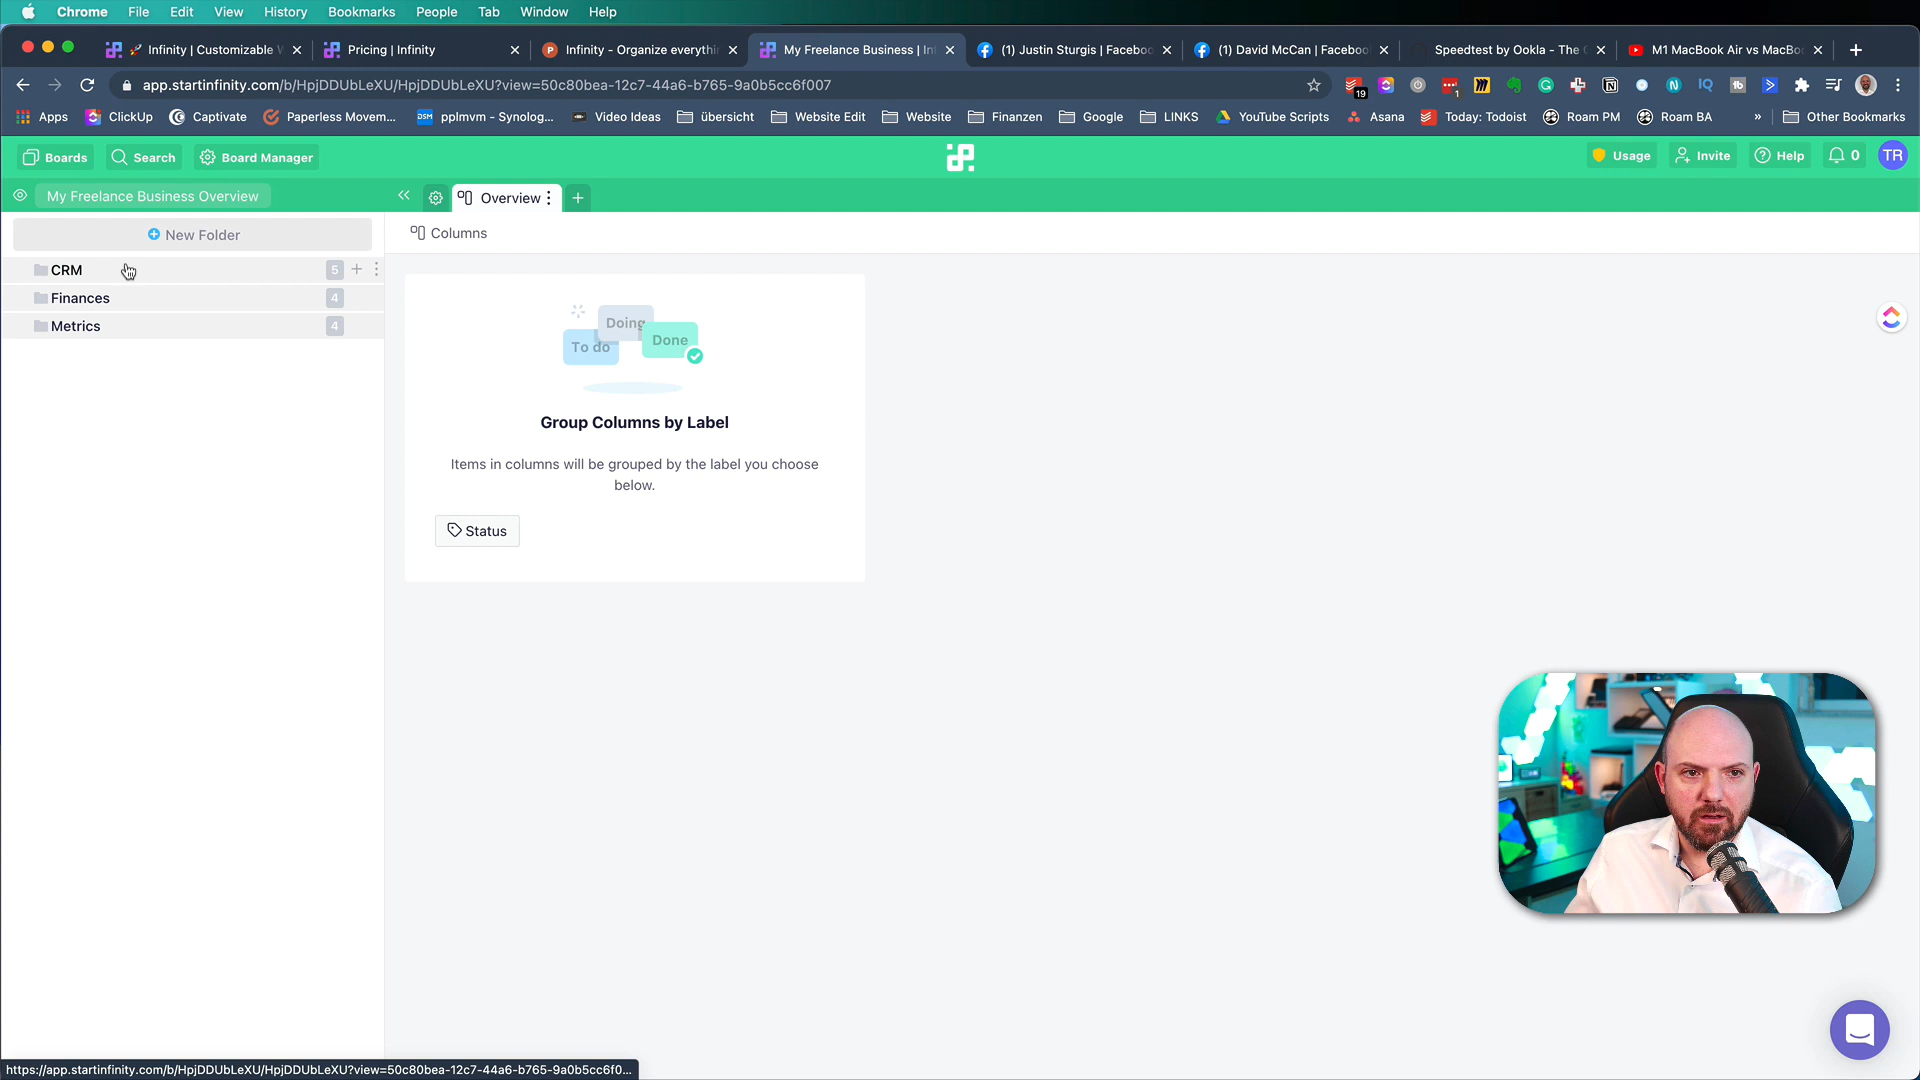 Chrome File Edit View History Bookmarks People Tab Window Help
Infinity | Customizable W
Pricing | Infinity
Infinity - Organize everythin
My Freelance Business | In
(1) Justin Sturgis | Faceboo
(1) David McCan | Faceboo
Speedtest by Ookla - The G
M1 MacBook Air vs MacBo
app.startinfinity.com/b/HpjDDUbLeXU/HpjDDUbLeXU?view=50c80bea-12c7-44a6-b765-9a0b5cc6f007
19
1
Apps ClickUp Captivate Paperless Movem... pplmvm - Synolog... Video Ideas übersicht Website Edit Website Finanzen Google LINKS YouTube Scripts Asana Today: Todoist Roam PM Roam BA » Other Bookmarks
Boards Search Board Manager Usage Invite Help 0 TR
My Freelance Business Overview
Overview
New Folder
Columns
CRM 5
Finances 4
Metrics 4
Doing
To do
Done
Group Columns by Label
Items in columns will be grouped by the label you choose
below.
Status
https://app.startinfinity.com/b/HpjDDUbLeXU/HpjDDUbLeXU?view=50c80bea-12c7-44a6-b765-9a0b5cc6f0...